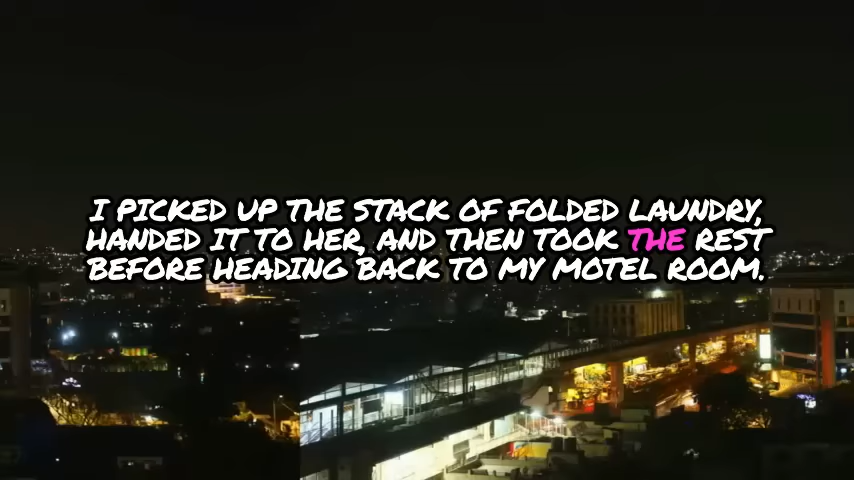 I PICKED UP THE STACK OF FOLDED LAUNDRY,
HANDED IT TO HER, AND THEN TOOK THE REST
BEFORE HEADING BACK TO MY MOTEL ROOM.